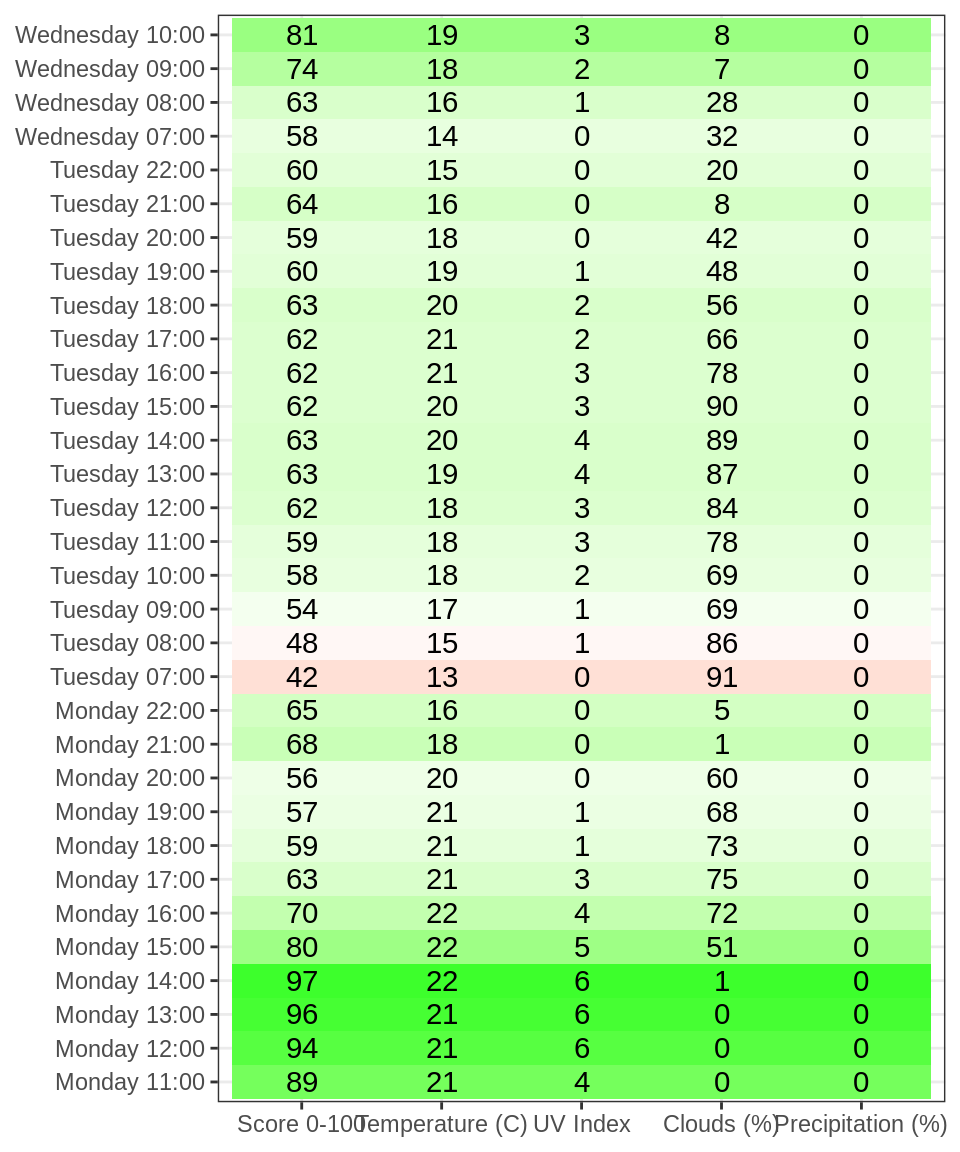 Wednesday 10:00 81 19 3 8 0
Wednesday 09:00 74 18 2 7 0
Wednesday 08:00 63 16 1 28 0
Wednesday 07:00 58 14 0 32 0
Tuesday 22:00 60 15 0 20 0
Tuesday 21:00 64 16 0 8 0
Tuesday 20:00 59 18 0 42 0
Tuesday 19:00 60 19 1 48 0
Tuesday 18:00 63 20 2 56 0
Tuesday 17:00 62 21 2 66 0
Tuesday 16:00 62 21 3 78 0
Tuesday 15:00 62 20 3 90 0
Tuesday 14:00 63 20 4 89 0
Tuesday 13:00 63 19 4 87 0
Tuesday 12:00 62 18 3 84 0
Tuesday 11:00 59 18 3 78 0
Tuesday 10:00 58 18 2 69 0
Tuesday 09:00 54 17 1 69 0
Tuesday 08:00 48 15 1 86 0
Tuesday 07:00 42 13 0 91 0
Monday 22:00 65 16 0 5 0
Monday 21:00 68 18 0 1 0
Monday 20:00 56 20 0 60 0
Monday 19:00 57 21 1 68 0
Monday 18:00 59 21 1 73 0
Monday 17:00 63 21 3 75 0
Monday 16:00 70 22 4 72 0
Monday 15:00 80 22 5 51 0
Monday 14:00 97 22 6 1 0
Monday 13:00 96 21 6 0 0
Monday 12:00 94 21 6 0 0
Monday 11:00 89 21 4 0 0
Score 0-100 Temperature (C) UV Index Clouds (%) Precipitation (%)